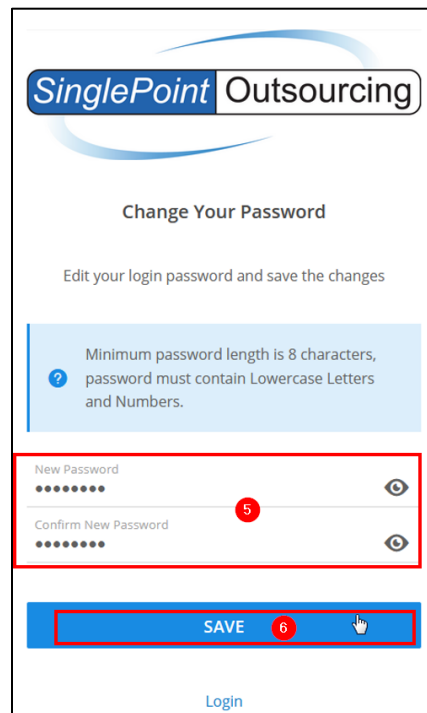 SinglePoint Outsourcing
Change Your Password
Edit your login password and save the changes
Minimum password length is 8 characters,
password must contain Lowercase Letters
and Numbers.
New Password
••••••••
5
Confirm New Password
••••••••
SAVE 6
Login